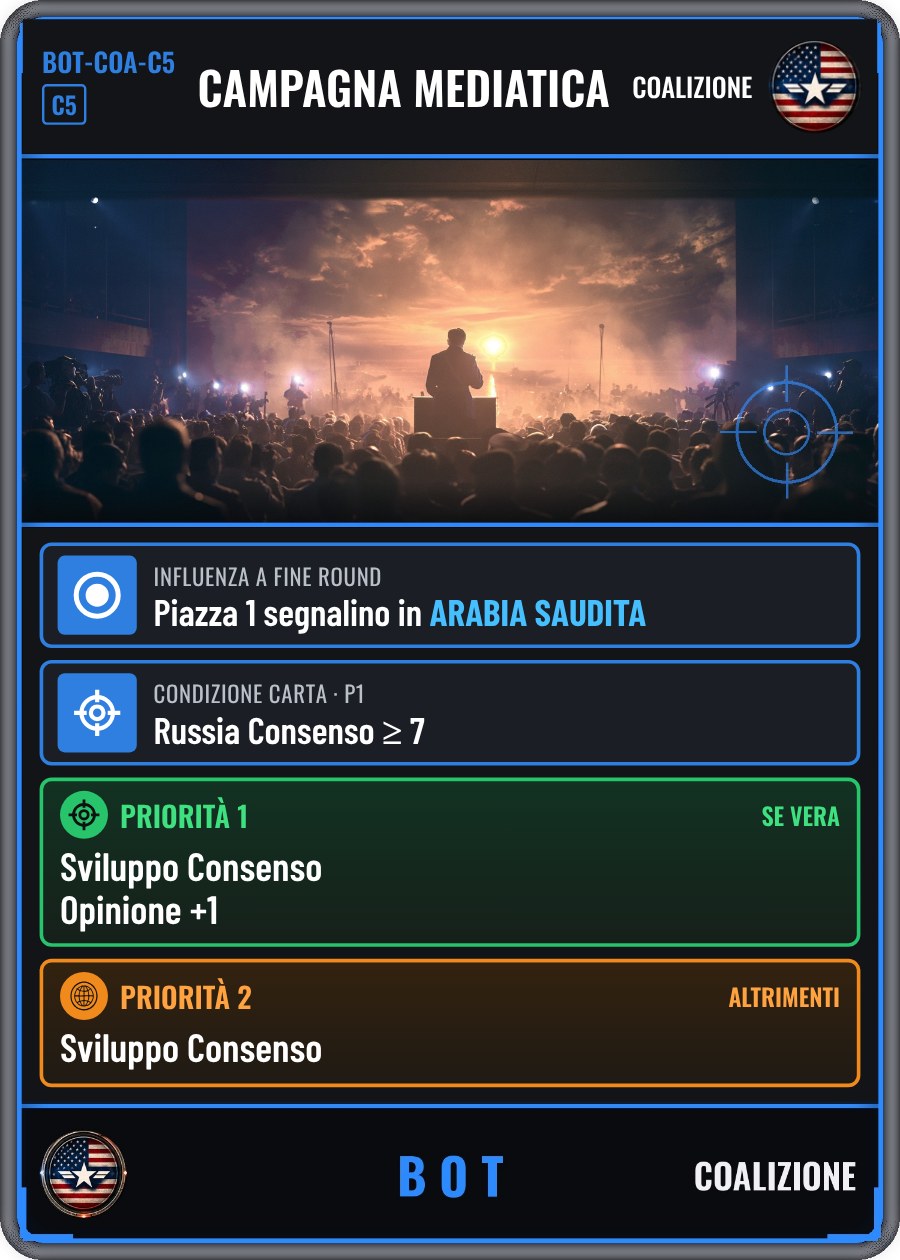 BOT-COA-C5
C5
CAMPAGNA MEDIATICA
COALIZIONE
INFLUENZA A FINE ROUND
Piazza 1 segnalino in ARABIA SAUDITA
CONDIZIONE CARTA · P1
Russia Consenso ≥ 7
PRIORITÀ 1
SE VERA
Sviluppo Consenso
Opinione +1
PRIORITÀ 2
ALTRIMENTI
Sviluppo Consenso
BOT
COALIZIONE